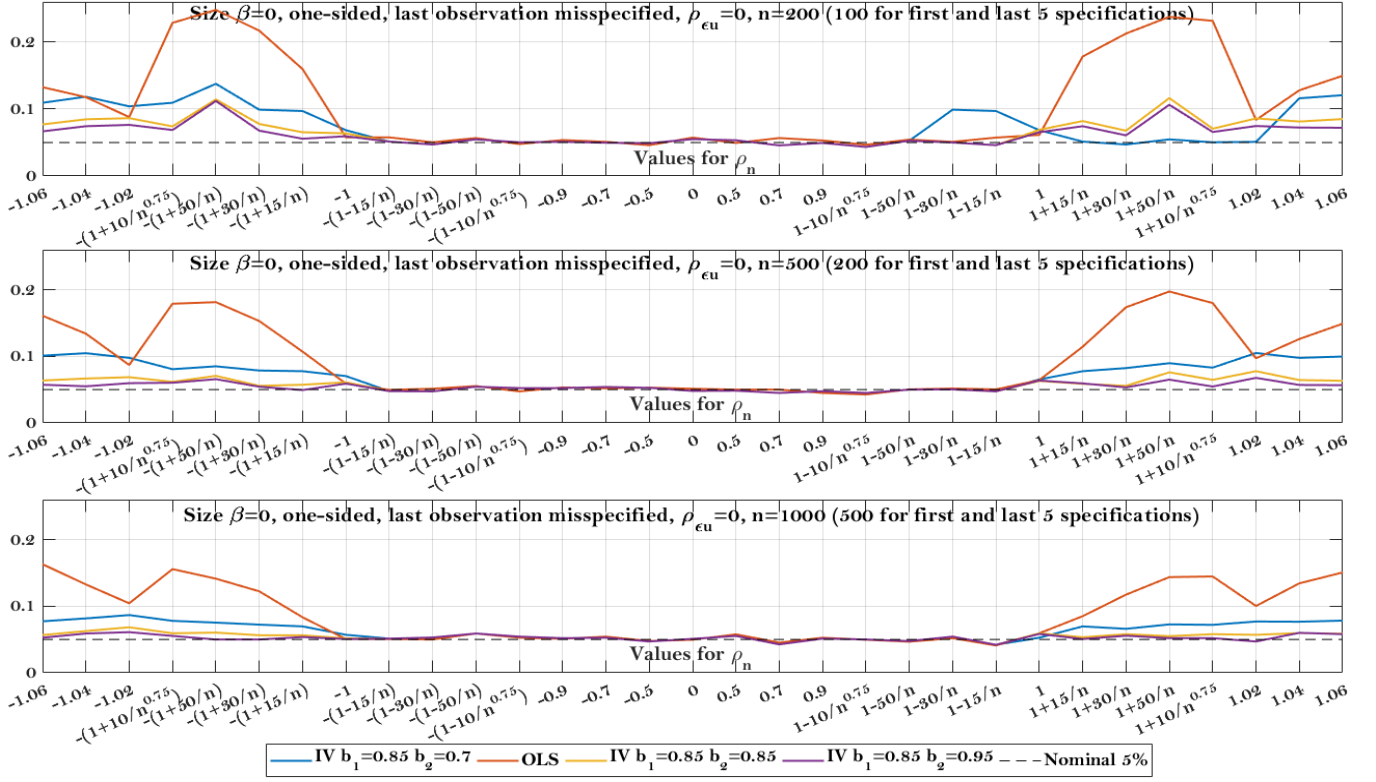 Size β=0, one-sided, last observation misspecified, ρϵu=0, n=200 (100 for first and last 5 specifications)
0.2
0.1
0
Values for ρn
-1.06 -1.04 -1.02 -(1+10/n^0.75) -(1+50/n) -(1+30/n) -(1+15/n) -1 -(1-15/n) -(1-30/n) -(1-50/n) -(1-10/n^0.75) -0.9 -0.7 -0.5 0 0.5 0.7 0.9 1-10/n^0.75 1-50/n 1-30/n 1-15/n 1 1+15/n 1+30/n 1+50/n 1+10/n^0.75 1.02 1.04 1.06
Size β=0, one-sided, last observation misspecified, ρϵu=0, n=500 (200 for first and last 5 specifications)
0.2
0.1
0
Values for ρn
-1.06 -1.04 -1.02 -(1+10/n^0.75) -(1+50/n) -(1+30/n) -(1+15/n) -1 -(1-15/n) -(1-30/n) -(1-50/n) -(1-10/n^0.75) -0.9 -0.7 -0.5 0 0.5 0.7 0.9 1-10/n^0.75 1-50/n 1-30/n 1-15/n 1 1+15/n 1+30/n 1+50/n 1+10/n^0.75 1.02 1.04 1.06
Size β=0, one-sided, last observation misspecified, ρϵu=0, n=1000 (500 for first and last 5 specifications)
0.2
0.1
0
Values for ρn
-1.06 -1.04 -1.02 -(1+10/n^0.75) -(1+50/n) -(1+30/n) -(1+15/n) -1 -(1-15/n) -(1-30/n) -(1-50/n) -(1-10/n^0.75) -0.9 -0.7 -0.5 0 0.5 0.7 0.9 1-10/n^0.75 1-50/n 1-30/n 1-15/n 1 1+15/n 1+30/n 1+50/n 1+10/n^0.75 1.02 1.04 1.06
IV b1=0.85 b2=0.7 OLS IV b1=0.85 b2=0.85 IV b1=0.85 b2=0.95 Nominal 5%